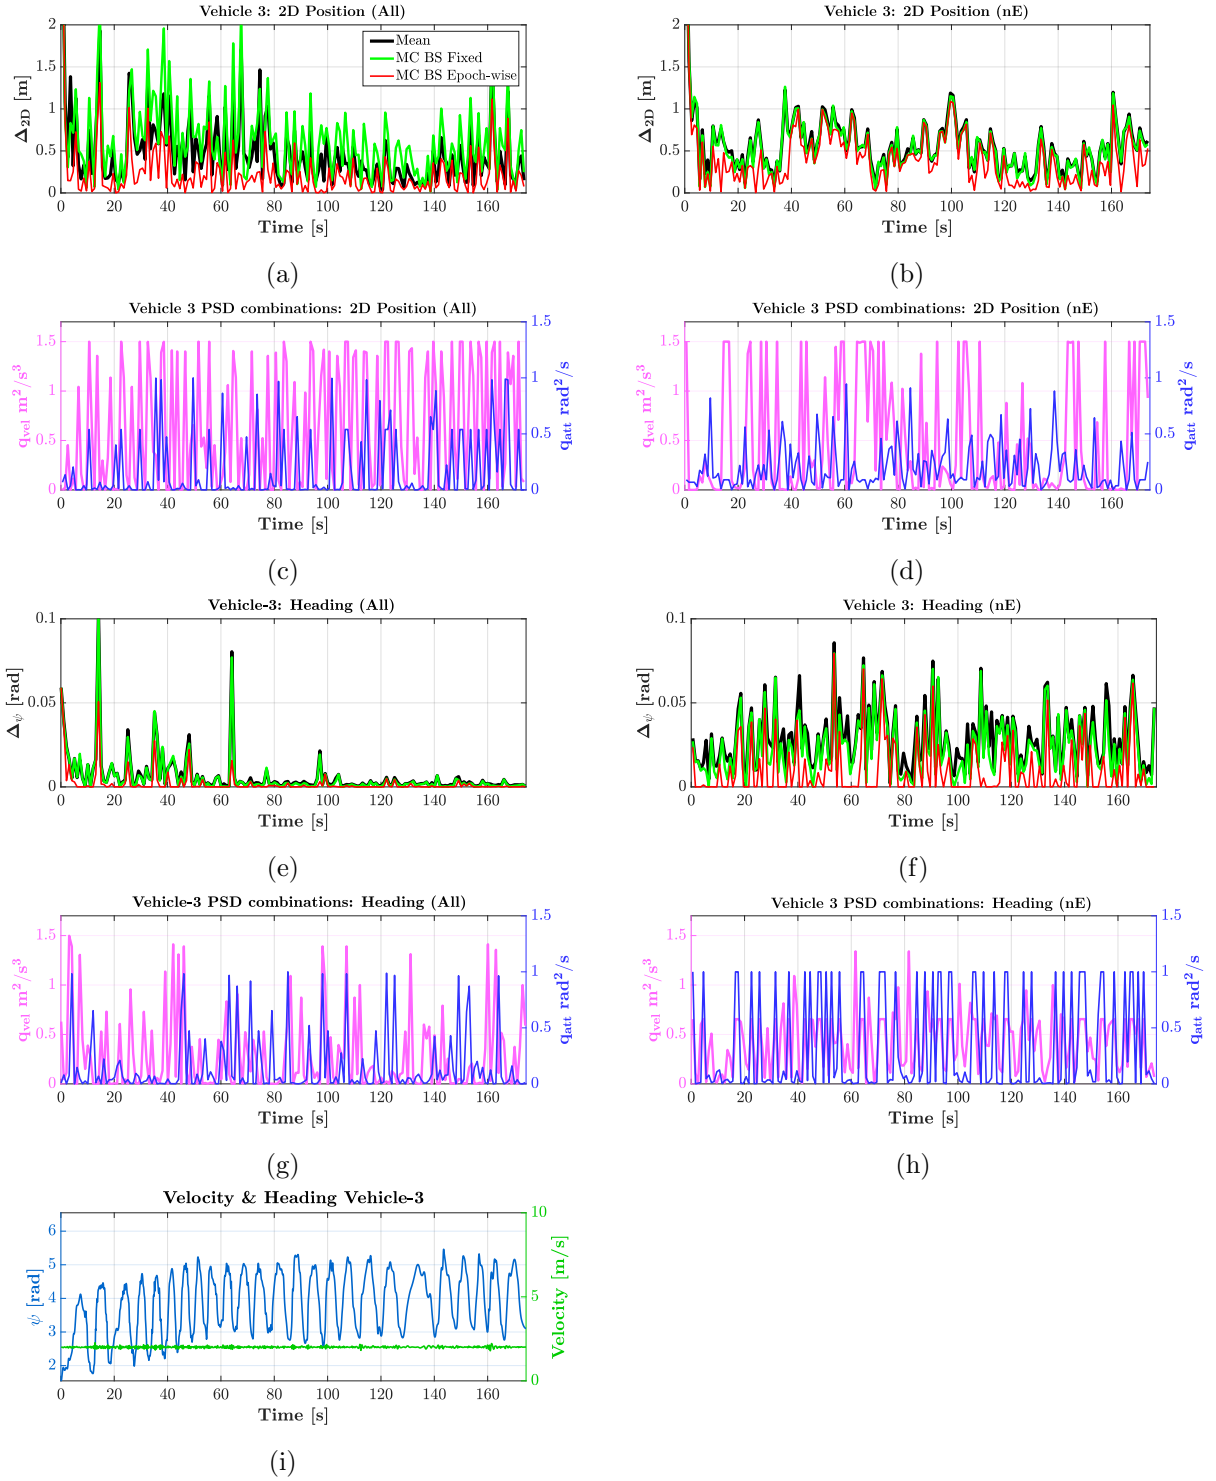 Vehicle 3: 2D Position (All)
2
1.5
1
0.5
0
Δ2D [m]
Mean
MC BS Fixed
MC BS Epoch-wise
0 20 40 60 80 100 120 140 160
Time [s]
(a)
Vehicle 3: 2D Position (nE)
2
1.5
1
0.5
0
Δ2D [m]
0 20 40 60 80 100 120 140 160
Time [s]
(b)
Vehicle 3 PSD combinations: 2D Position (All)
1.5
1
0.5
0
qvel m²/s³
1.5
1
0.5
0
qatt rad²/s
0 20 40 60 80 100 120 140 160
Time [s]
(c)
Vehicle 3 PSD combinations: 2D Position (nE)
1.5
1
0.5
0
qvel m²/s³
1.5
1
0.5
0
qatt rad²/s
0 20 40 60 80 100 120 140 160
Time [s]
(d)
Vehicle-3: Heading (All)
0.1
0.05
0
Δψ [rad]
0 20 40 60 80 100 120 140 160
Time [s]
(e)
Vehicle 3: Heading (nE)
0.1
0.05
0
Δψ [rad]
0 20 40 60 80 100 120 140 160
Time [s]
(f)
Vehicle-3 PSD combinations: Heading (All)
1.5
1
0.5
0
qvel m²/s³
1.5
1
0.5
0
qatt rad²/s
0 20 40 60 80 100 120 140 160
Time [s]
(g)
Vehicle 3 PSD combinations: Heading (nE)
1.5
1
0.5
0
qvel m²/s³
1.5
1
0.5
0
qatt rad²/s
0 20 40 60 80 100 120 140 160
Time [s]
(h)
Velocity & Heading Vehicle-3
6
5
4
3
2
ψ [rad]
10
5
0
Velocity [m/s]
0 20 40 60 80 100 120 140 160
Time [s]
(i)